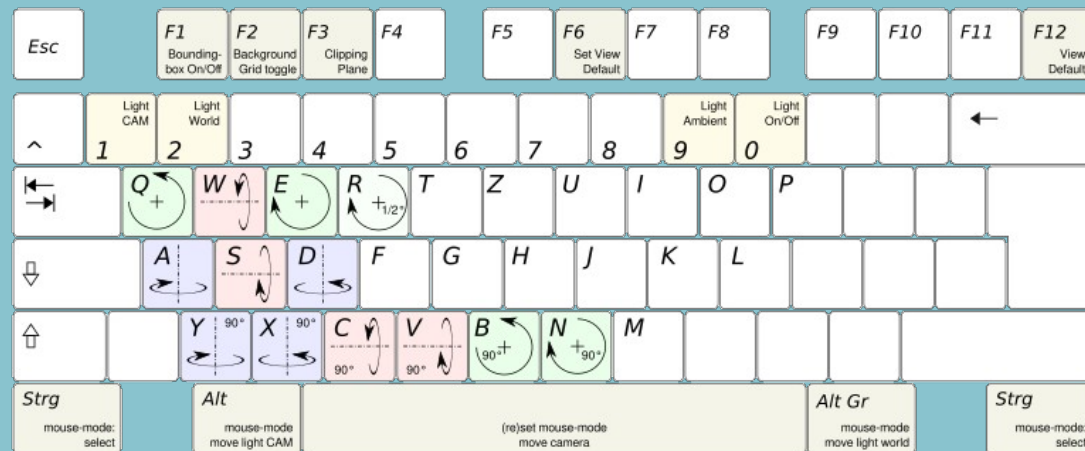 Esc
F1
Bounding-
box On/Off
F2
Background
Grid toggle
F3
Clipping
Plane
F4
F5
F6
Set View
Default
F7
F8
F9
F10
F11
F12
View
Default
^
Light
CAM
1
Light
World
2
3
4
5
6
7
8
Light
Ambient
9
Light
On/Off
0
Q
W
E
R
1/2°
T
Z
U
I
O
P
A
S
D
F
G
H
J
K
L
Y
90°
X
90°
C
90°
V
90°
B
90°
N
90°
M
Strg
mouse-mode:
select
Alt
mouse-mode
move light CAM
(re)set mouse-mode
move camera
Alt Gr
mouse-mode
move light world
Strg
mouse-mode:
select